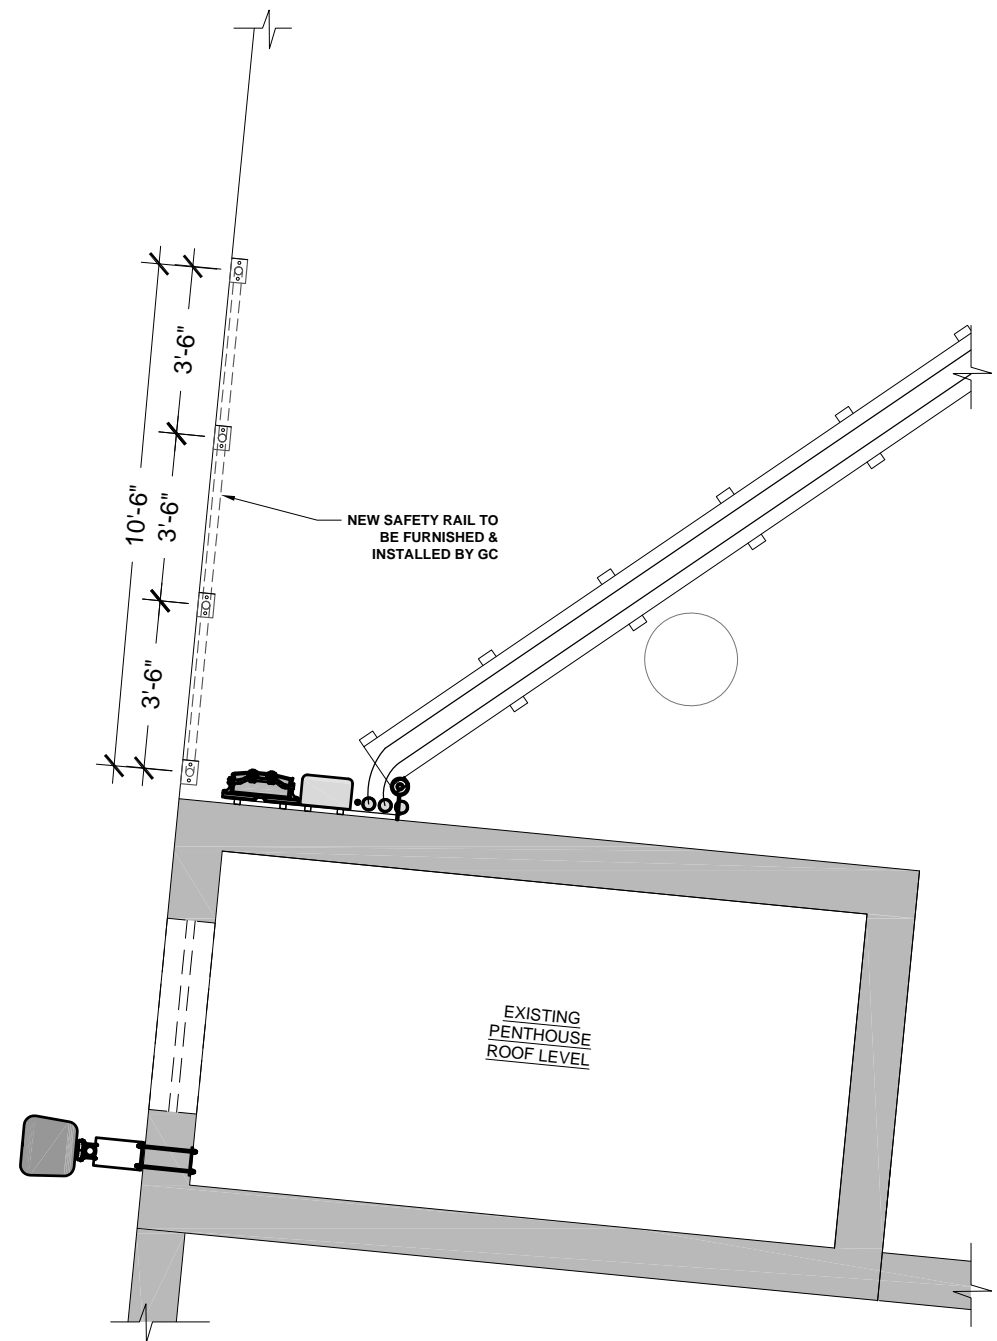 3'-6"
10'-6"
3'-6"
NEW SAFETY RAIL TO
BE FURNISHED &
INSTALLED BY GC
3'-6"
EXISTING
PENTHOUSE
ROOF LEVEL